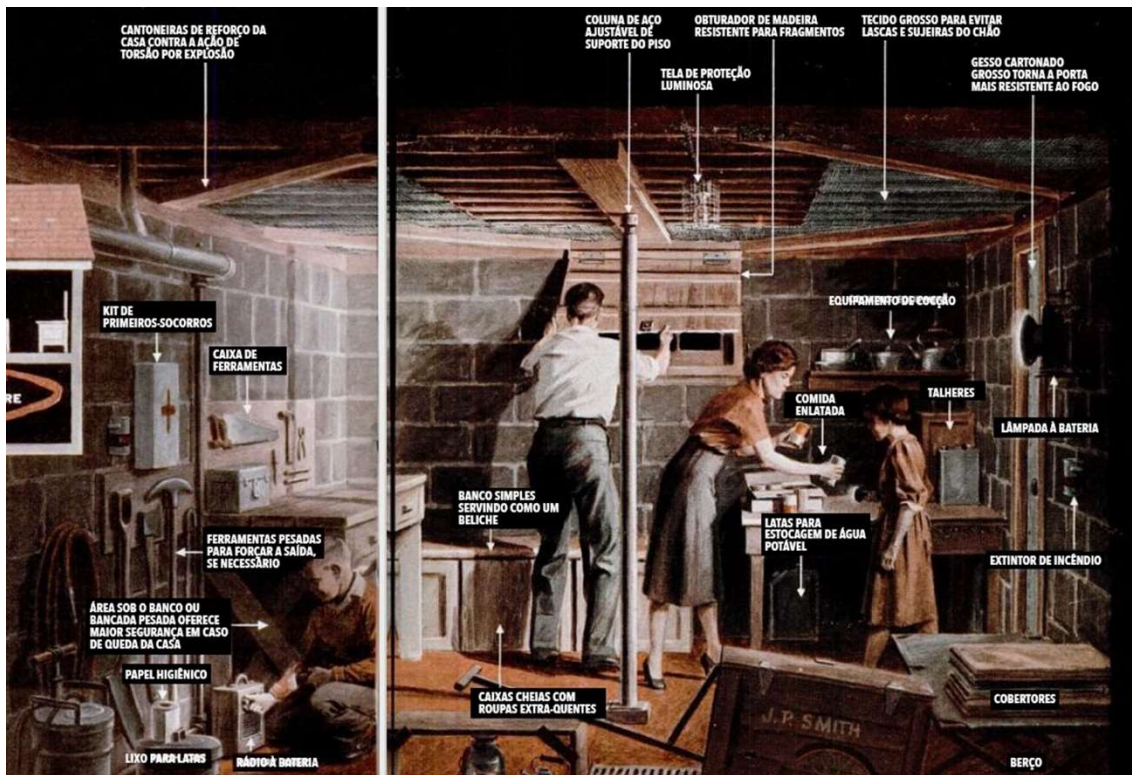 CANTONEIRAS DE REFORÇO DA
CASA CONTRA A AÇÃO DE
TORSÃO POR EXPLOSÃO
COLUNA DE AÇO
AJUSTÁVEL DE
SUPORTE DO PISO
OBTURADOR DE MADEIRA
RESISTENTE PARA FRAGMENTOS
TELA DE PROTEÇÃO
LUMINOSA
TECIDO GROSSO PARA EVITAR
LASCAS E SUJEIRAS DO CHÃO
GESSO CARTONADO
GROSSO TORNA A PORTA
MAIS RESISTENTE AO FOGO
KIT DE
PRIMEIROS-SOCORROS
CAIXA DE
FERRAMENTAS
EQUIPAMENTO DE COCÇÃO
RE
COMIDA
ENLATADA
TALHERES
LÂMPADA À BATERIA
BANCO SIMPLES
SERVINDO COMO UM
BELICHE
LATAS PARA
ESTOCAGEM DE ÁGUA
POTÁVEL
FERRAMENTAS PESADAS
PARA FORÇAR A SAÍDA,
SE NECESSÁRIO
EXTINTOR DE INCÊNDIO
ÁREA SOB O BANCO OU
BANCADA PESADA OFERECE
MAIOR SEGURANÇA EM CASO
DE QUEDA DA CASA
PAPEL HIGIÊNICO
CAIXAS CHEIAS COM
ROUPAS EXTRA-QUENTES
J. P. SMITH
COBERTORES
LIXO PARA LATAS
RÁDIO À BATERIA
BERÇO